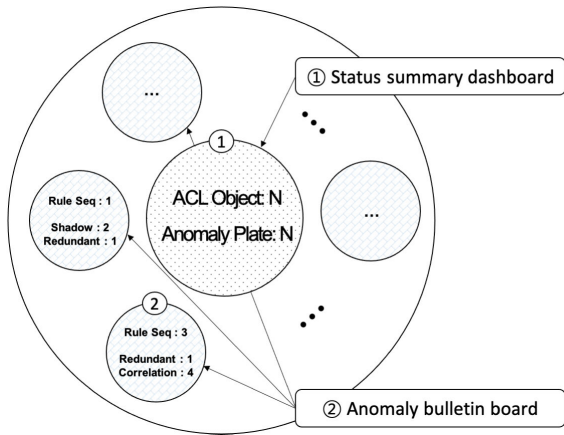 ① Status summary dashboard
...
①
ACL Object: N
Anomaly Plate: N
...
Rule Seq : 1
Shadow : 2
Redundant : 1
②
Rule Seq : 3
Redundant : 1
Correlation : 4
② Anomaly bulletin board